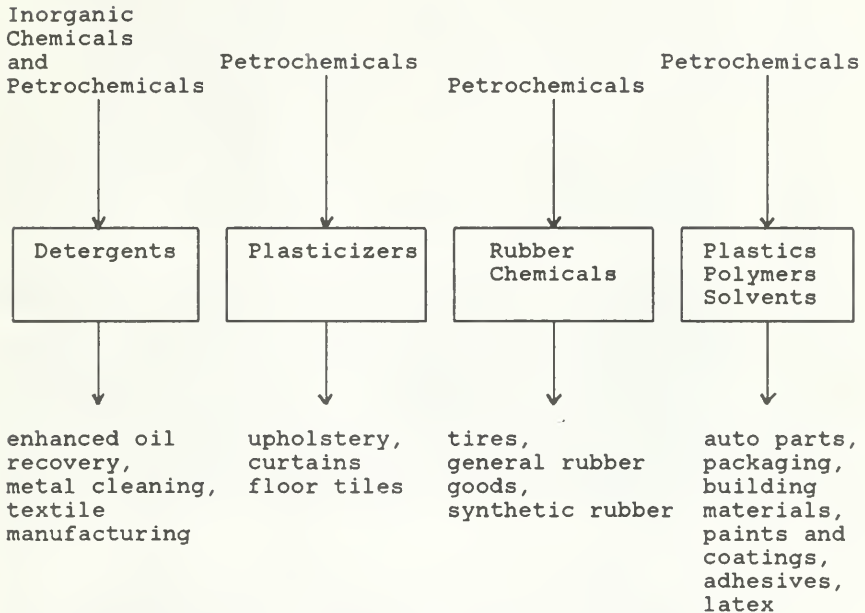 Inorganic
Chemicals
and
Petrochemicals
Petrochemicals
Petrochemicals
Petrochemicals
Detergents
Plasticizers
Rubber
Chemicals
Plastics
Polymers
Solvents
enhanced oil
recovery,
metal cleaning,
textile
manufacturing
upholstery,
curtains
floor tiles
tires,
general rubber
goods,
synthetic rubber
auto parts,
packaging,
building
materials,
paints and
coatings,
adhesives,
latex